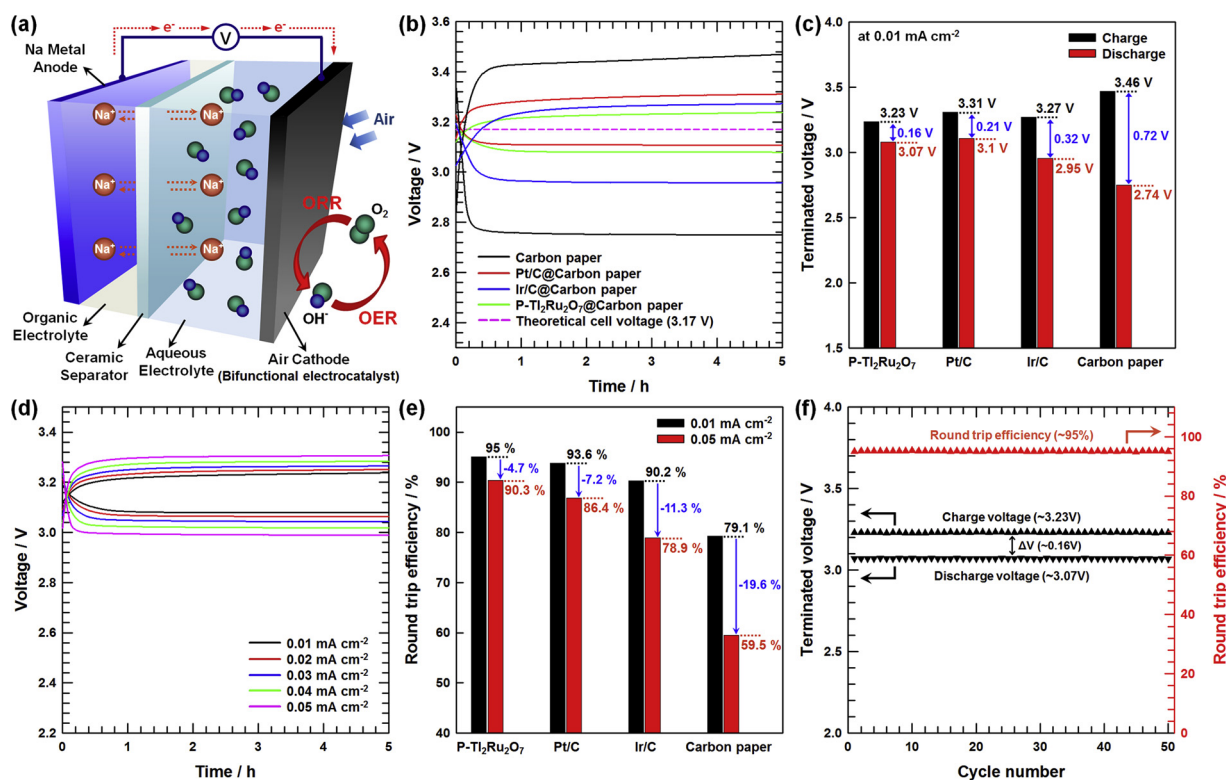 (a)
e⁻
V
e⁻
Na Metal
Anode
Na⁺
Na⁺
Na⁺
Na⁺
Na⁺
Na⁺
Air
ORR
O₂
OH⁻
OER
Organic
Electrolyte
Ceramic
Separator
Aqueous
Electrolyte
Air Cathode
(Bifunctional electrocatalyst)
(b)
Voltage / V
3.6
3.4
3.2
3.0
2.8
2.6
2.4
Carbon paper
Pt/C@Carbon paper
Ir/C@Carbon paper
P-Tl₂Ru₂O₇@Carbon paper
Theoretical cell voltage (3.17 V)
0 1 2 3 4 5
Time / h
(c)
at 0.01 mA cm⁻²
Charge
Discharge
Terminated voltage / V
4.0
3.5
3.0
2.5
2.0
1.5
3.23 V
0.16 V
3.07 V
3.31 V
0.21 V
3.1 V
3.27 V
0.32 V
2.95 V
3.46 V
0.72 V
2.74 V
P-Tl₂Ru₂O₇ Pt/C Ir/C Carbon paper
(d)
Voltage / V
3.6
3.4
3.2
3.0
2.8
2.6
2.4
2.2
0.01 mA cm⁻²
0.02 mA cm⁻²
0.03 mA cm⁻²
0.04 mA cm⁻²
0.05 mA cm⁻²
0 1 2 3 4 5
Time / h
(e)
0.01 mA cm⁻²
0.05 mA cm⁻²
Round trip efficiency / %
100
90
80
70
60
50
40
95 %
-4.7 %
90.3 %
93.6 %
-7.2 %
86.4 %
90.2 %
-11.3 %
78.9 %
79.1 %
-19.6 %
59.5 %
P-Tl₂Ru₂O₇ Pt/C Ir/C Carbon paper
(f)
Terminated voltage / V
4.0
3.5
3.0
2.5
2.0
Round trip efficiency (~95%)
Charge voltage (~3.23V)
ΔV (~0.16V)
Discharge voltage (~3.07V)
100
80
60
40
20
0
Round trip efficiency / %
0 10 20 30 40 50
Cycle number